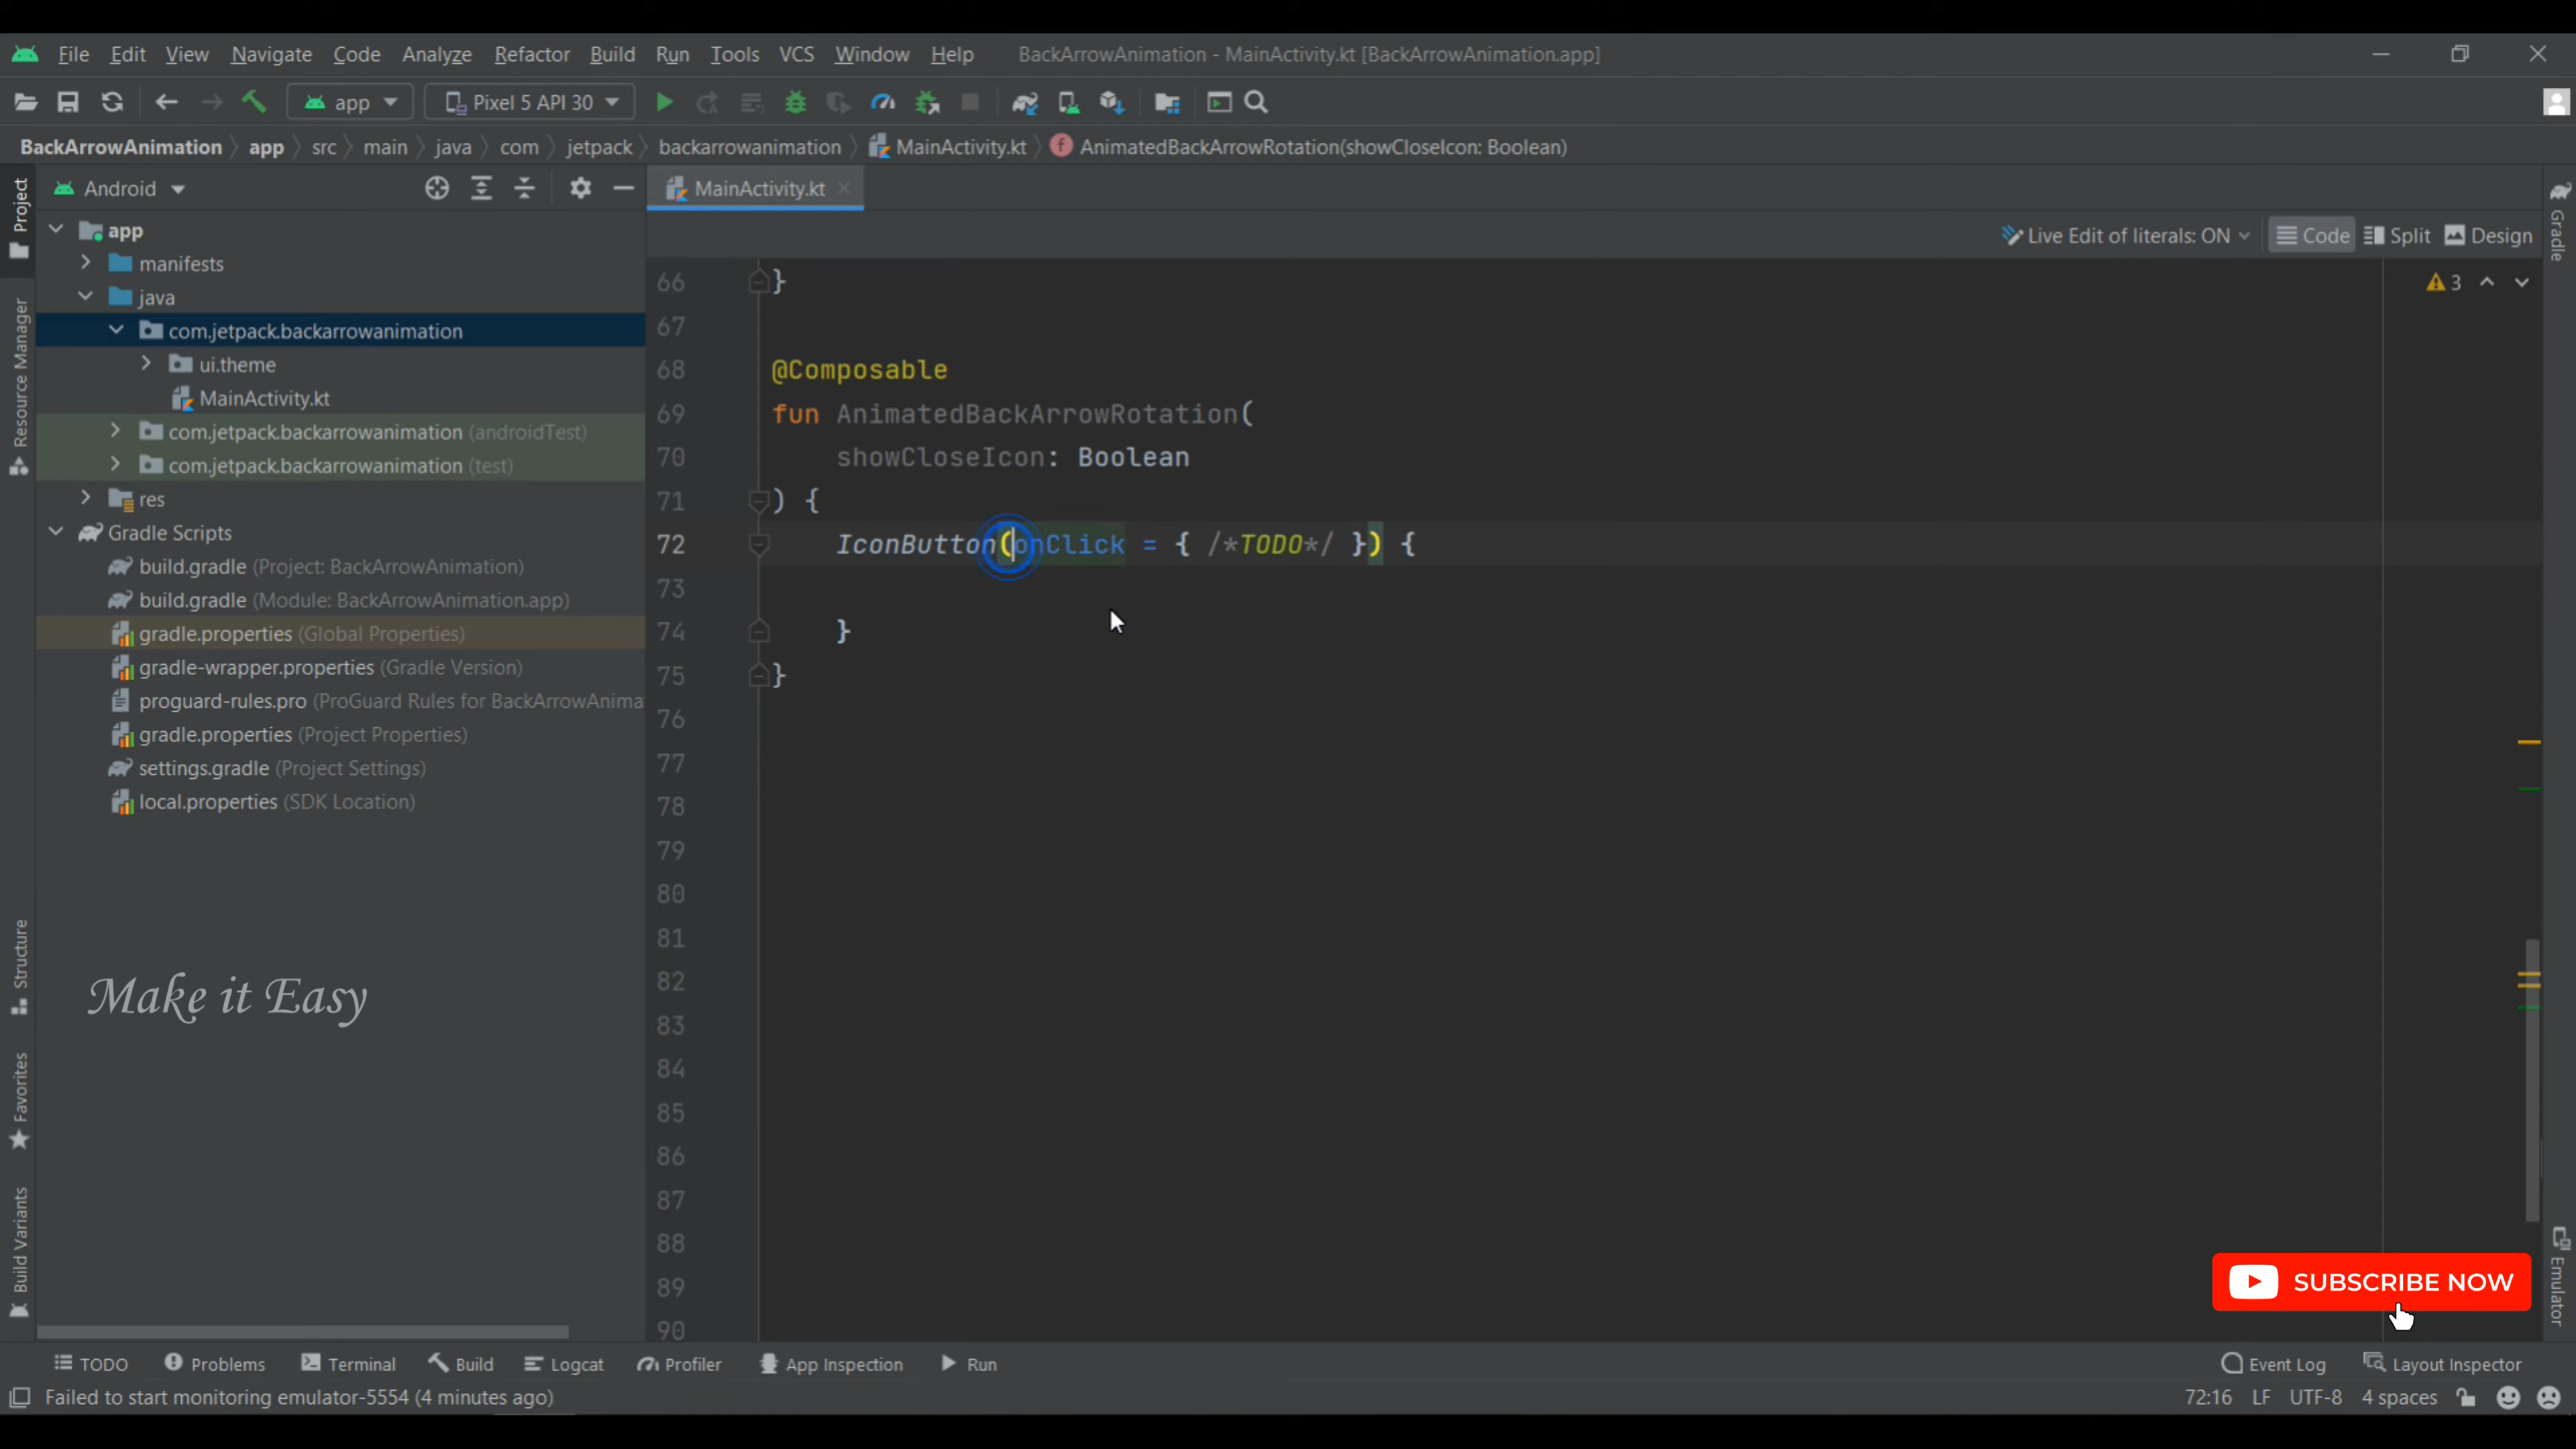 File Edit View Navigate Code Analyze Refactor Build Run Tools VCS Window Help BackArrowAnimation - MainActivity.kt [BackArrowAnimation.app]
app Pixel 5 API 30
BackArrowAnimation app src main java com jetpack backarrowanimation MainActivity.kt AnimatedBackArrowRotation(showCloseIcon: Boolean)
Project
Resource Manager
Structure
Favorites
Build Variants
Android
app
manifests
java
com.jetpack.backarrowanimation
ui.theme
MainActivity.kt
com.jetpack.backarrowanimation (androidTest)
com.jetpack.backarrowanimation (test)
res
Gradle Scripts
build.gradle (Project: BackArrowAnimation)
build.gradle (Module: BackArrowAnimation.app)
gradle.properties (Global Properties)
gradle-wrapper.properties (Gradle Version)
proguard-rules.pro (ProGuard Rules for BackArrowAnima
gradle.properties (Project Properties)
settings.gradle (Project Settings)
local.properties (SDK Location)
Make it Easy
MainActivity.kt
Live Edit of literals: ON Code Split Design
3
66 }
67
68 @Composable
69 fun AnimatedBackArrowRotation(
70 showCloseIcon: Boolean
71 ) {
72 IconButton(onClick = { /*TODO*/ }) {
73
74 }
75 }
76
77
78
79
80
81
82
83
84
85
86
87
88
89
90
Gradle
Emulator
SUBSCRIBE NOW
TODO Problems Terminal Build Logcat Profiler App Inspection Run Event Log Layout Inspector
Failed to start monitoring emulator-5554 (4 minutes ago) 72:16 LF UTF-8 4 spaces